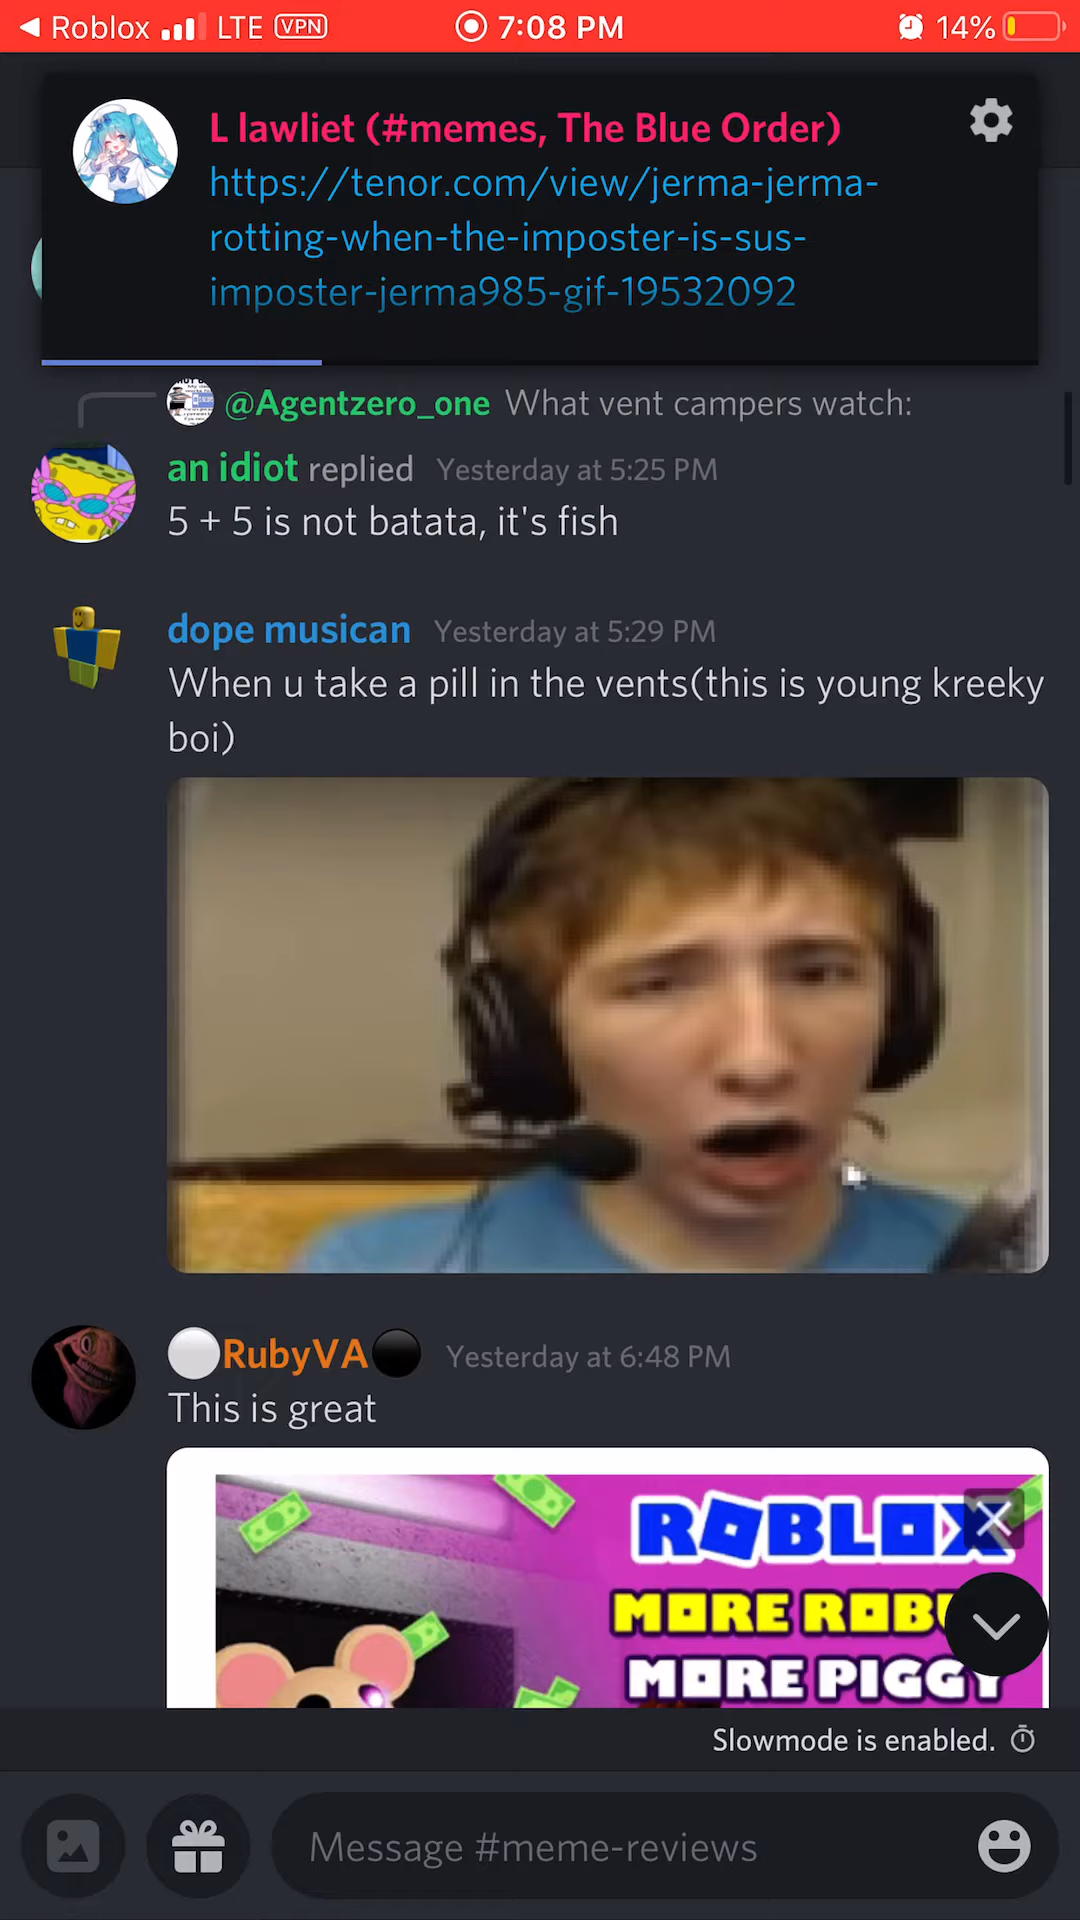 Roblox LTE VPN 7:08 PM 14%
L lawliet (#memes, The Blue Order)
https://tenor.com/view/jerma-jerma-
rotting-when-the-imposter-is-sus-
imposter-jerma985-gif-19532092
@Agentzero_one What vent campers watch:
an idiot replied Yesterday at 5:25 PM
5 + 5 is not batata, it's fish
dope musican Yesterday at 5:29 PM
When u take a pill in the vents(this is young kreeky
boi)
RubyVA Yesterday at 6:48 PM
This is great
ROBLOX
MORE ROBU
MORE PIGGY
Slowmode is enabled.
Message #meme-reviews